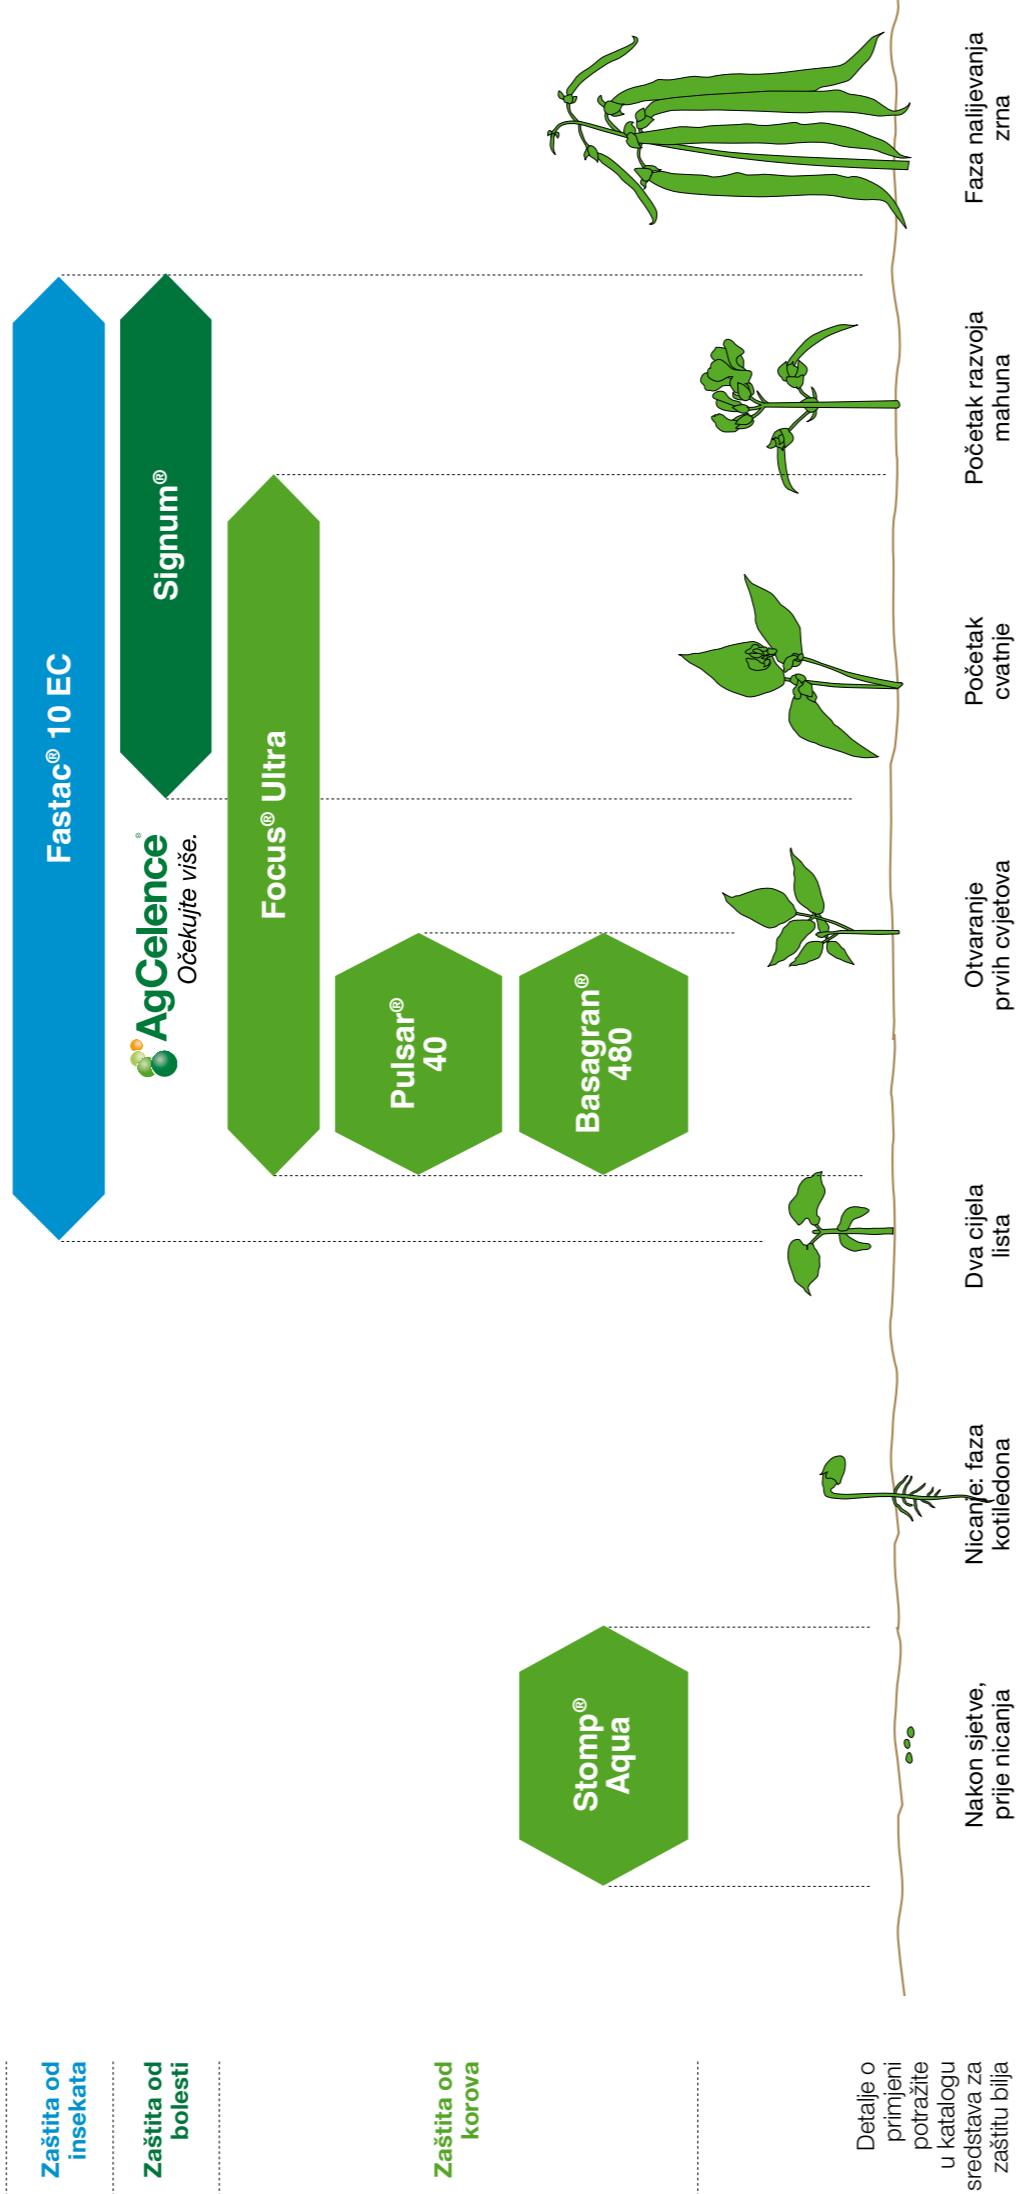 Zaštita od
insekata
Fastac® 10 EC
Zaštita od
bolesti
AgCelence®
Očekujte više.
Signum®
Zaštita od
korova
Focus® Ultra
Pulsar®
40
Stomp®
Aqua
Basagran®
480
Detalje o
primjeni
potražite
u katalogu
sredstava za
zaštitu bilja
Nakon sjetve,
prije nicanja
Nicanje: faza
kotiledona
Dva cijela
lista
Otvaranje
prvih cvjetova
Početak
cvatnje
Početak razvoja
mahuna
Faza nalijevanja
zrna